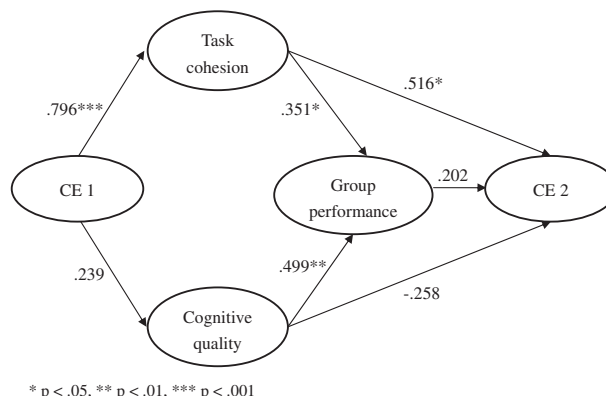 Task
cohesion
.516*
.351*
.796***
CE 1
Group
performance
.202
CE 2
.239
.499**
-.258
Cognitive
quality
* p < .05, ** p < .01, *** p < .001